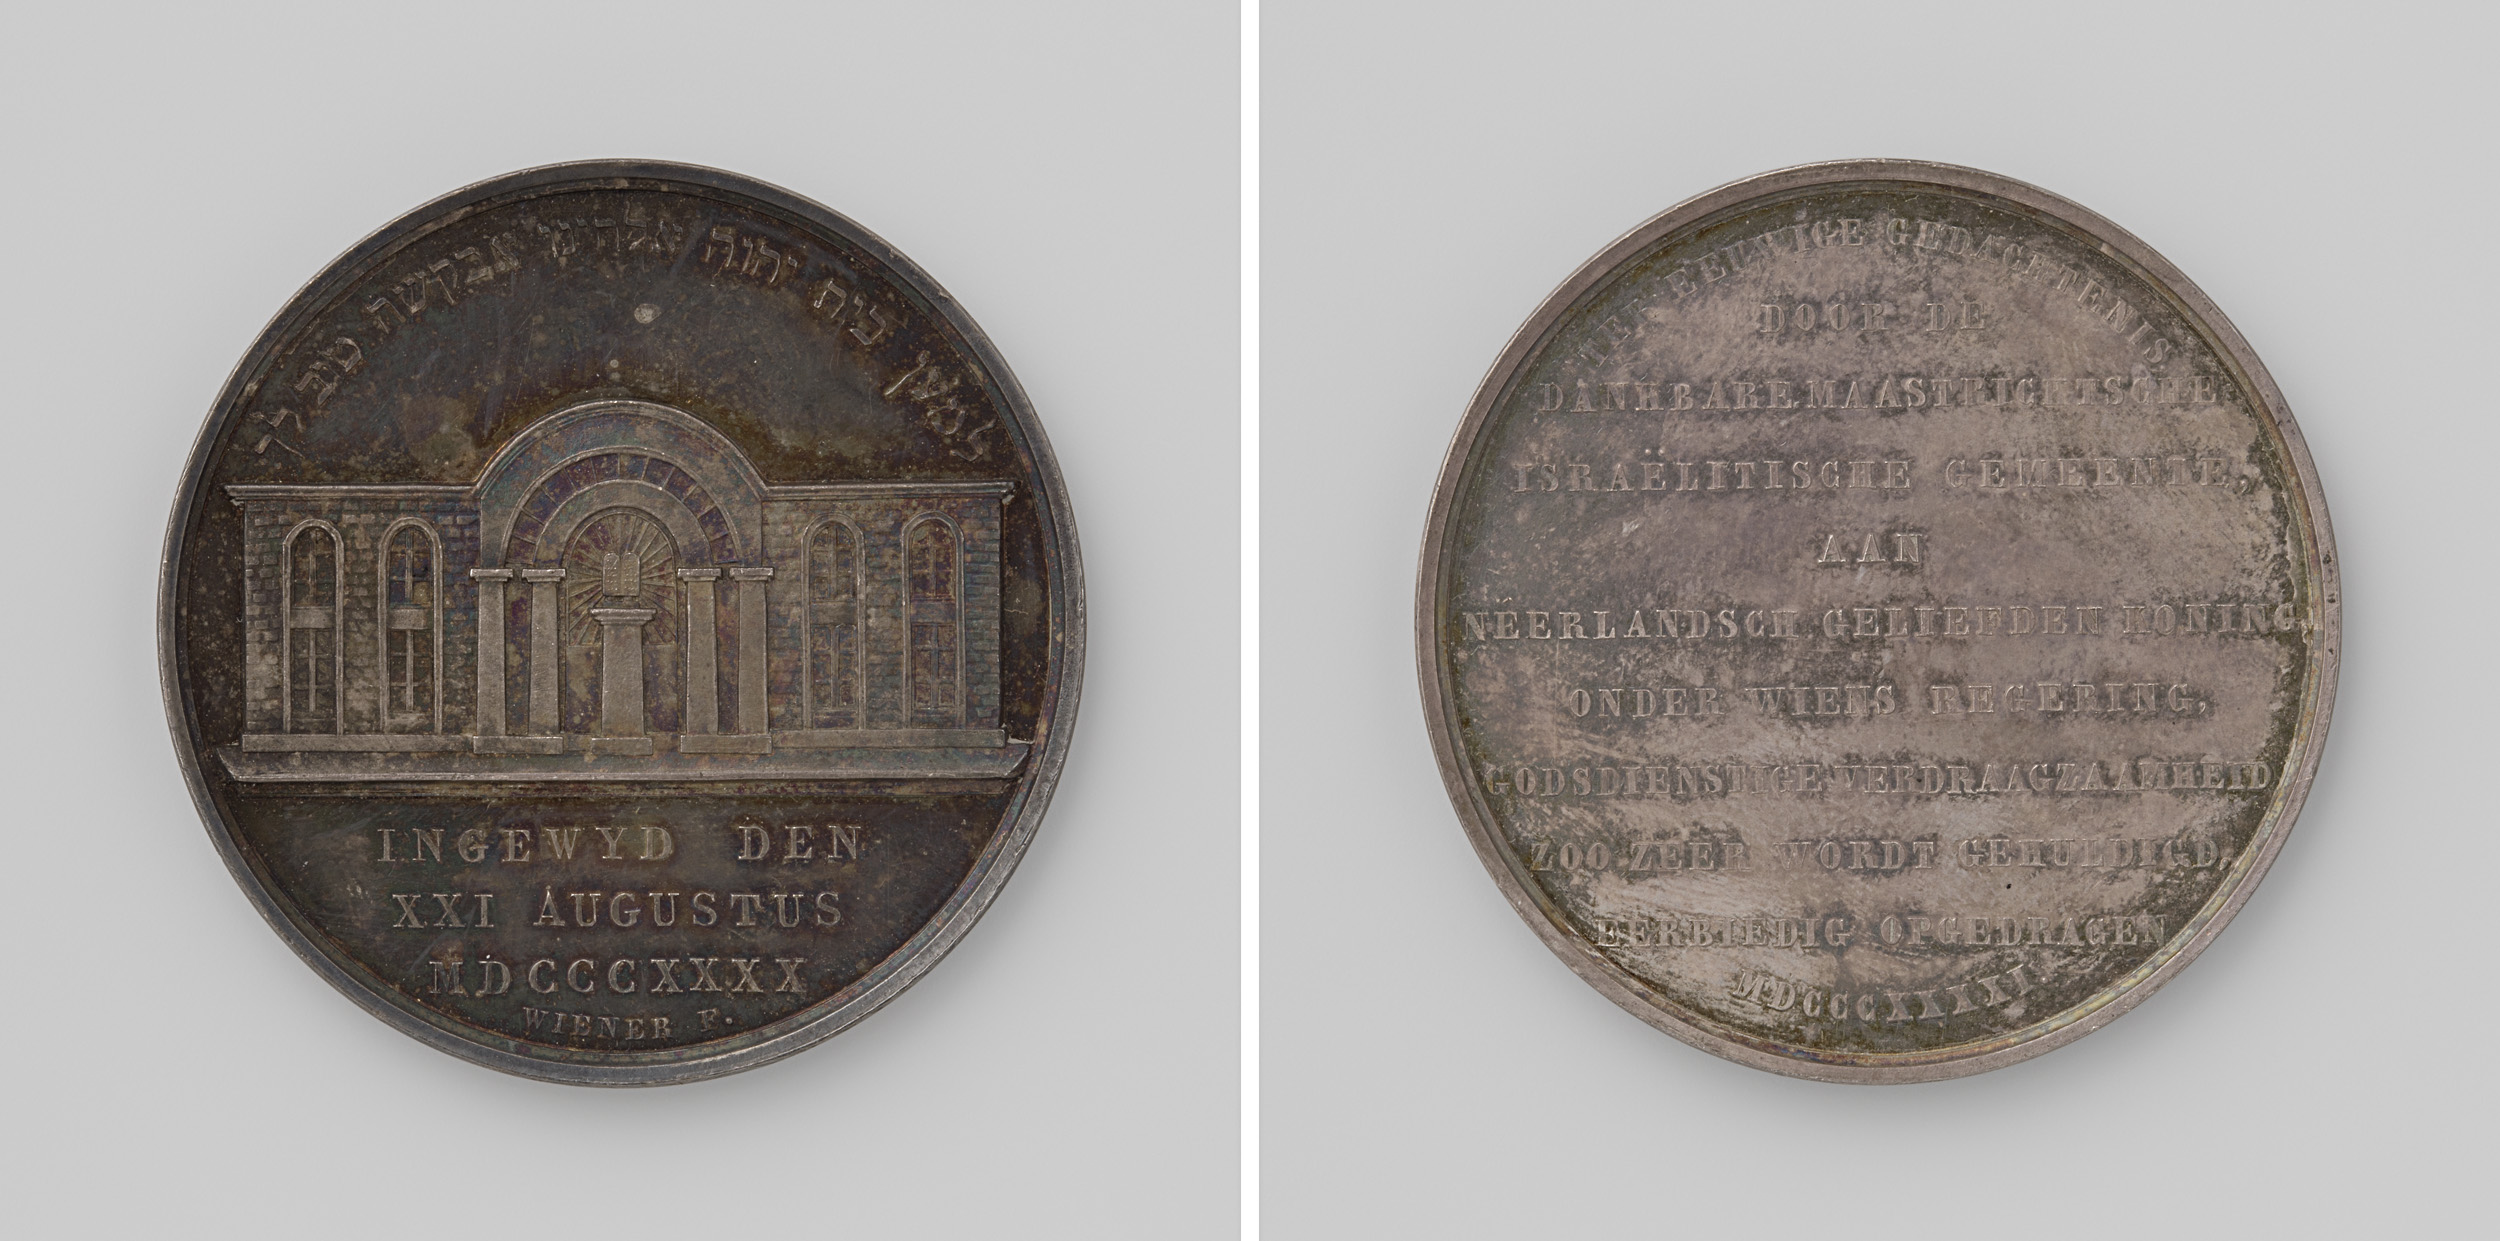 למען בית יהוה אלהינו אבקשה טוב לך
INGEWYD DEN
XXI AUGUSTUS
MDCCCXXXX
WIENER F.
TER EEUWIGE GEDACHTENIS
DOOR DE
DANKBARE MAASTRICHTSCHE
ISRAËLITISCHE GEMEENTE,
AAN
NEERLANDSCH GELIEFDEN KONING,
ONDER WIENS REGERING,
GODSDIENSTIGE VERDRAAGZAAMHEID
ZOO ZEER WORDT GEHULDIGD,
EERBIEDIG OPGEDRAGEN
MDCCCXXXXI.